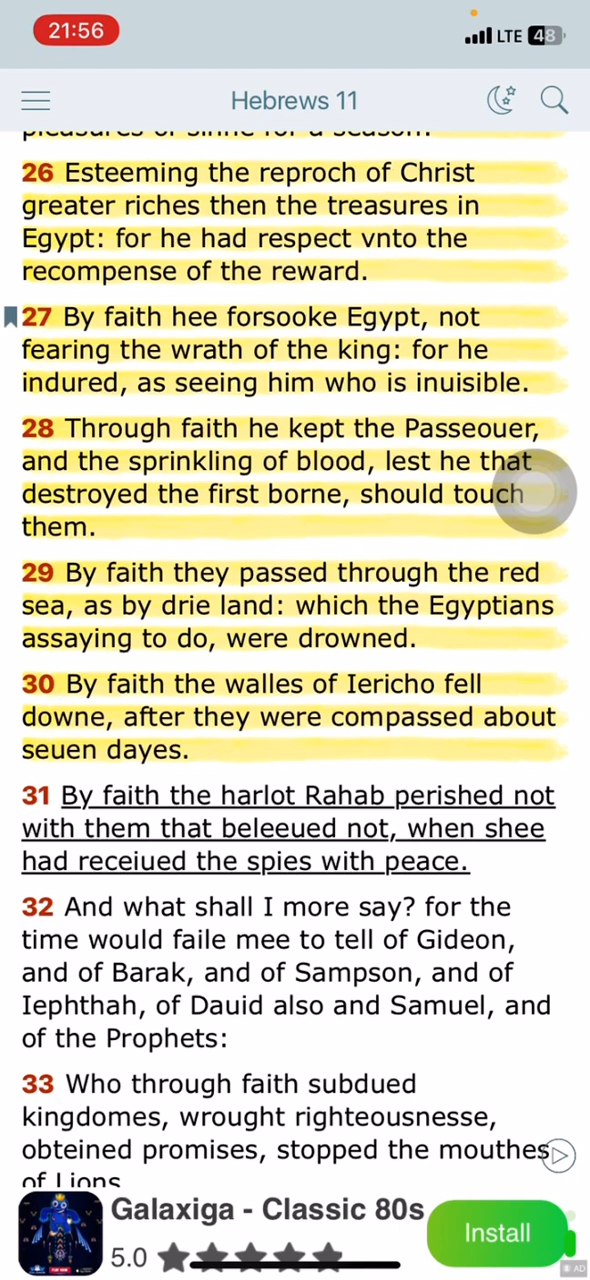 21:56
LTE 48
Hebrews 11
pleasures of sinne for a season.
26 Esteeming the reproch of Christ
greater riches then the treasures in
Egypt: for he had respect vnto the
recompense of the reward.
27 By faith hee forsooke Egypt, not
fearing the wrath of the king: for he
indured, as seeing him who is inuisible.
28 Through faith he kept the Passeouer,
and the sprinkling of blood, lest he that
destroyed the first borne, should touch
them.
29 By faith they passed through the red
sea, as by drie land: which the Egyptians
assaying to do, were drowned.
30 By faith the walles of Iericho fell
downe, after they were compassed about
seuen dayes.
31 By faith the harlot Rahab perished not
with them that beleeued not, when shee
had receiued the spies with peace.
32 And what shall I more say? for the
time would faile mee to tell of Gideon,
and of Barak, and of Sampson, and of
Iephthah, of Dauid also and Samuel, and
of the Prophets:
33 Who through faith subdued
kingdomes, wrought righteousnesse,
obteined promises, stopped the mouthes
of Lions
Galaxiga - Classic 80s
5.0
Install
AD